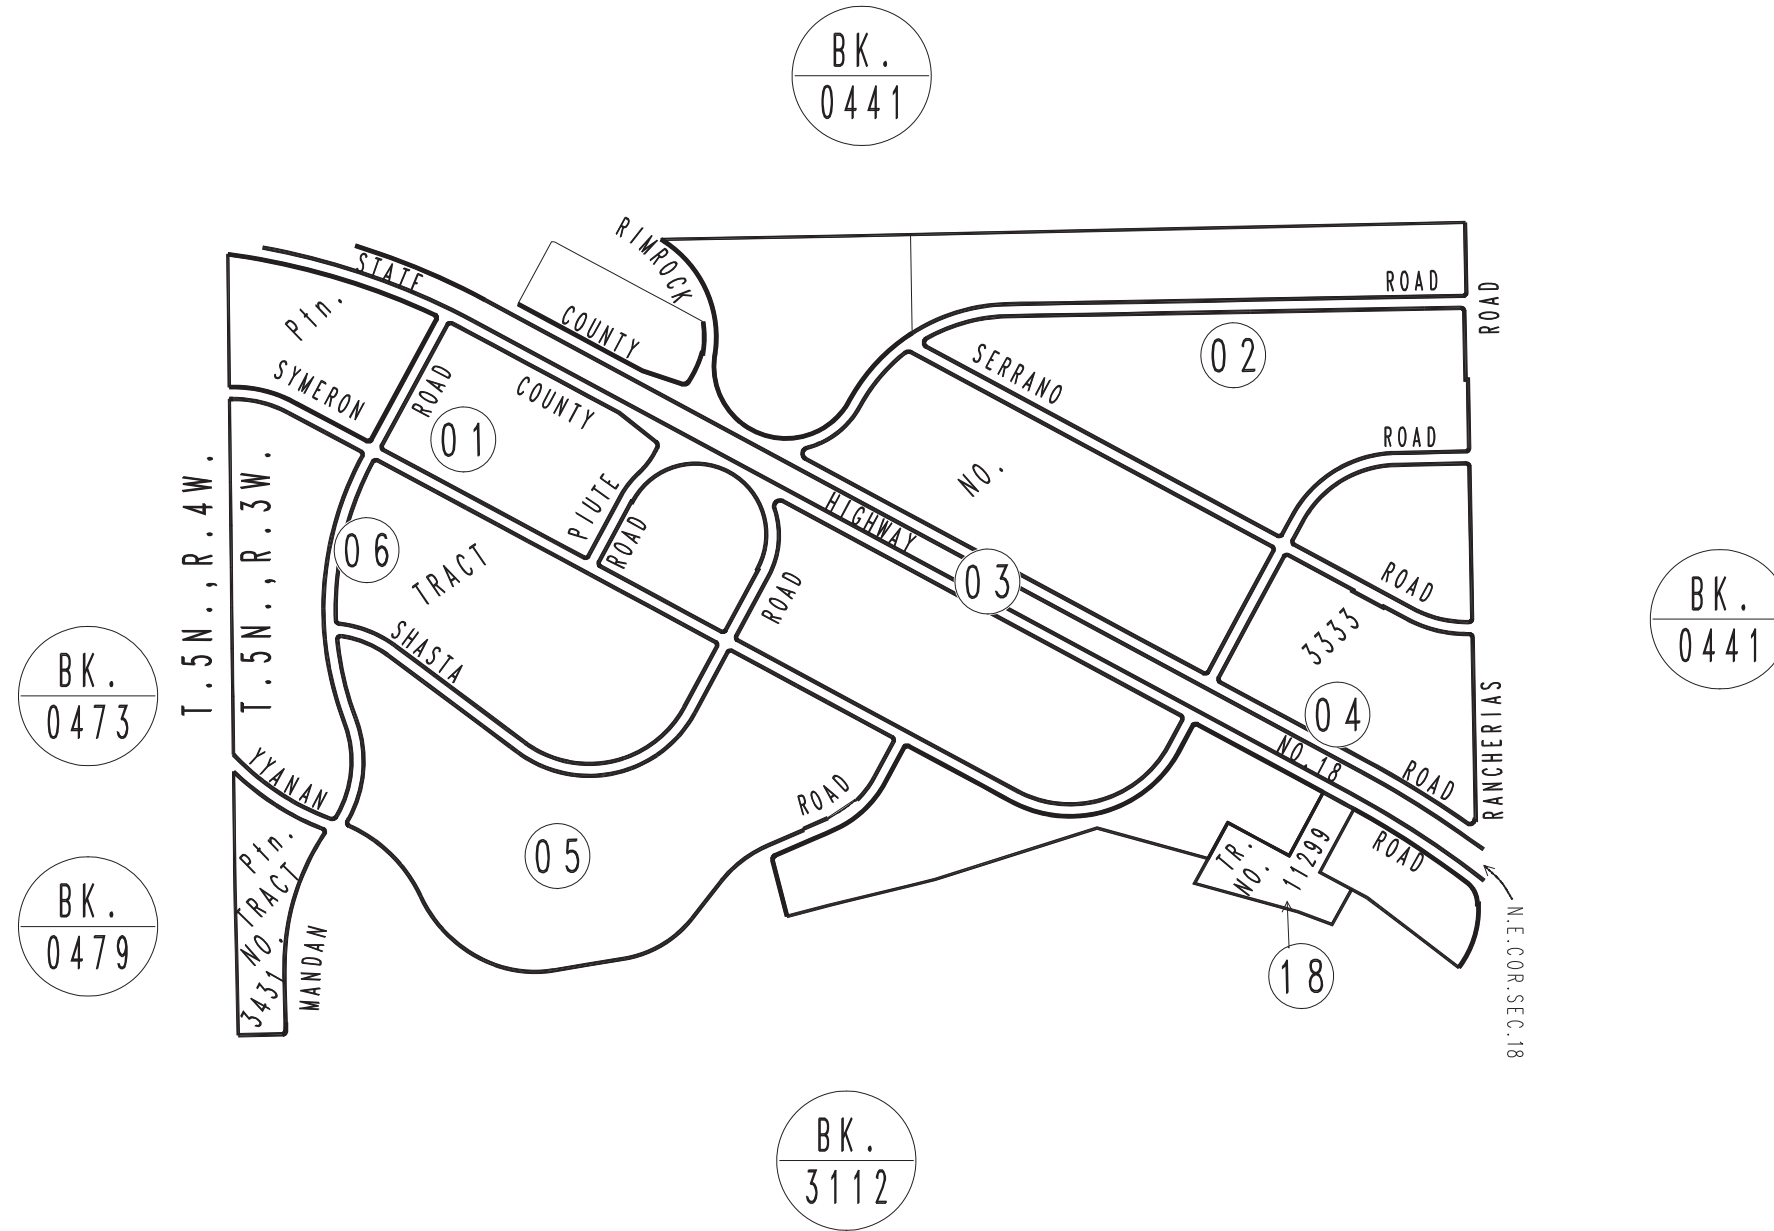 BK.
0441
RIMROCK
STATE
ROAD
ROAD
Ptn.
COUNTY
02
SERRANO
SYMERON
ROAD
COUNTY
01
ROAD
NO.
T.5N.,R.4W.
T.5N.,R.3W.
PIUTE
ROAD
HIGHWAY
06
TRACT
03
ROAD
ROAD
BK.
0441
3333
SHASTA
BK.
0473
04
RANCHERIAS
NO.18
ROAD
YYANAN
ROAD
05
Ptn.
TRACT
NO.
3431
TR.
NO.
11299
ROAD
BK.
0479
MANDAN
18
N.E.COR.SEC.18
BK.
3112